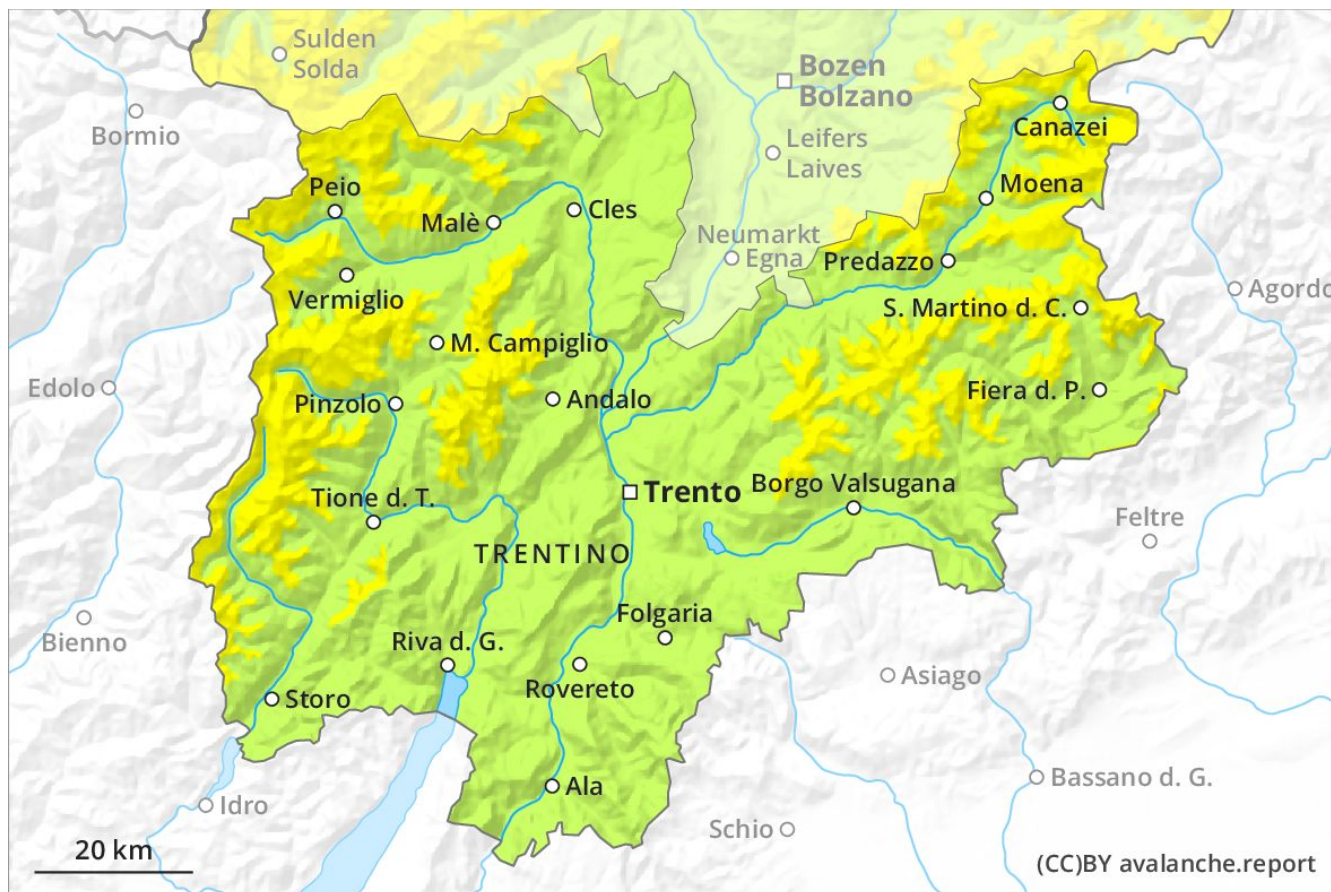 Sulden
Solda
Bozen
Bolzano
Bormio
Canazei
Leifers
Laives
Peio
Moena
Malè
Cles
Neumarkt
Egna
Predazzo
Vermiglio
Agordo
S. Martino d. C.
M. Campiglio
Edolo
Pinzolo
Andalo
Fiera d. P.
Trento
Borgo Valsugana
Tione d. T.
Feltre
TRENTINO
Bienno
Folgaria
Riva d. G.
Asiago
Rovereto
Storo
Bassano d. G.
Ala
Idro
Schio
20 km
(CC)BY avalanche.report